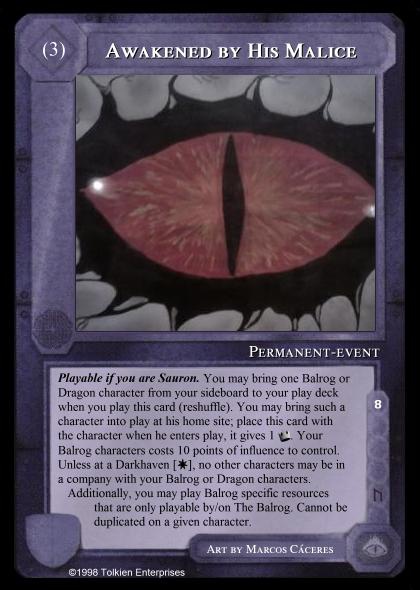 (3)
AWAKENED BY HIS MALICE
PERMANENT-EVENT
Playable if you are Sauron. You may bring one Balrog or
Dragon character from your sideboard to your play deck
when you play this card (reshuffle). You may bring such a
character into play at his home site; place this card with
the character when he enters play, it gives 1 . Your
Balrog characters costs 10 points of influence to control.
Unless at a Darkhaven [✷], no other characters may be in
a company with your Balrog or Dragon characters.
Additionally, you may play Balrog specific resources
that are only playable by/on The Balrog. Cannot be
duplicated on a given character.
8
ART BY MARCOS CÁCERES
©1998 Tolkien Enterprises